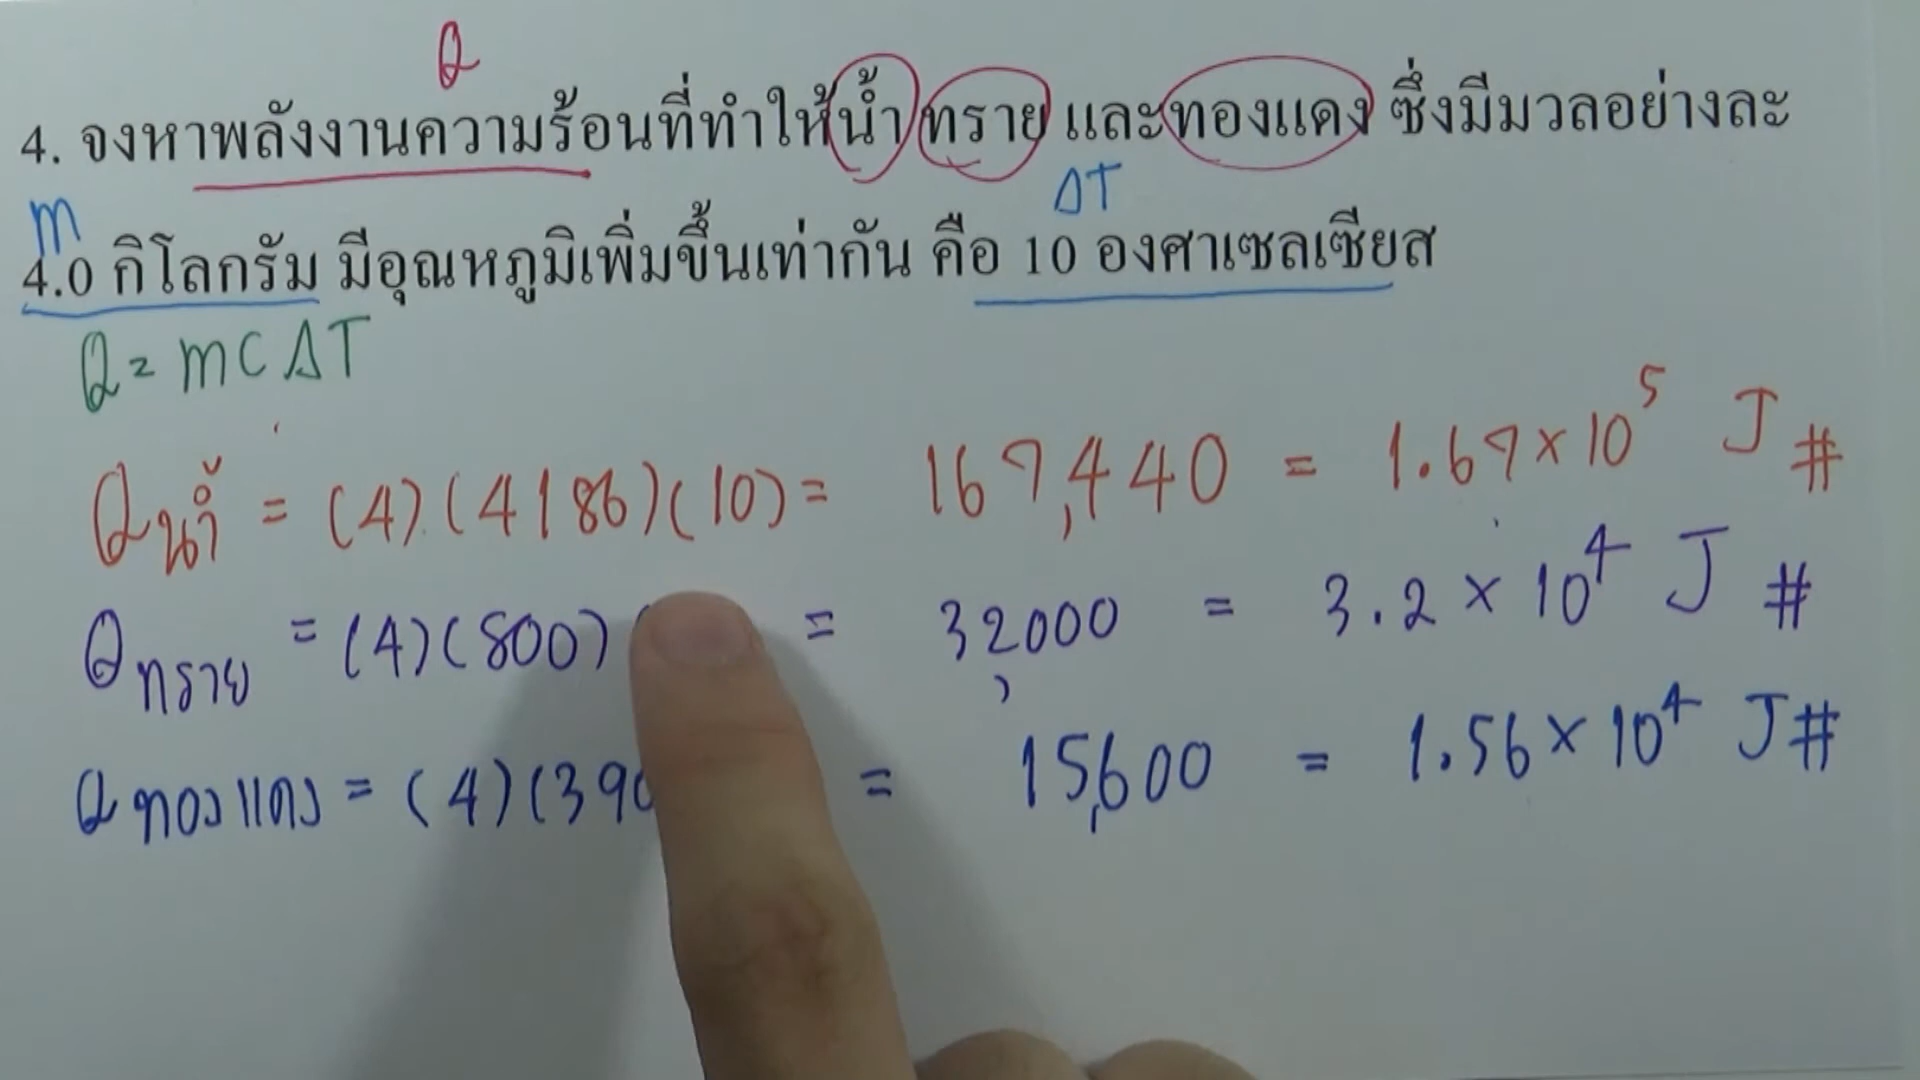 Q
4. จงหาพลังงานความร้อนที่ทำให้น้ำ ทราย และทองแดง ซึ่งมีมวลอย่างละ
m ΔT
4.0 กิโลกรัม มีอุณหภูมิเพิ่มขึ้นเท่ากัน คือ 10 องศาเซลเซียส
Q = mcΔT
Qน้ำ = (4)(4186)(10) = 167,440 = 1.67 × 10⁵ J #
Qทราย = (4)(800) = 32,000 = 3.2 × 10⁴ J #
Qทองแดง = (4)(390 = 15,600 = 1.56 × 10⁴ J #